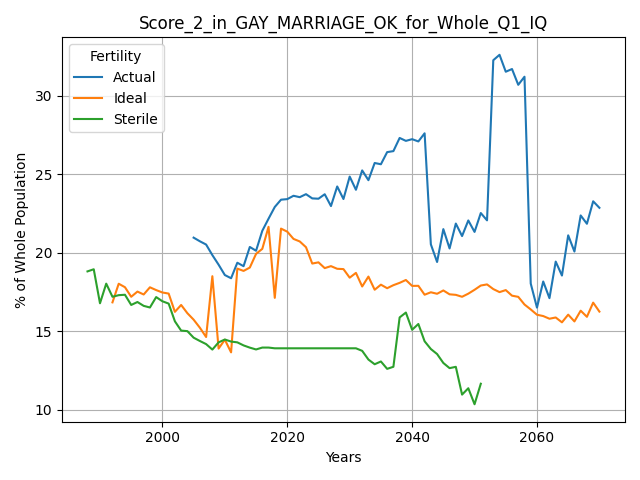 Score_2_in_GAY_MARRIAGE_OK_for_Whole_Q1_IQ
Fertility
Actual
Ideal
Sterile
% of Whole Population
30
25
20
15
10
2000
2020
2040
2060
Years